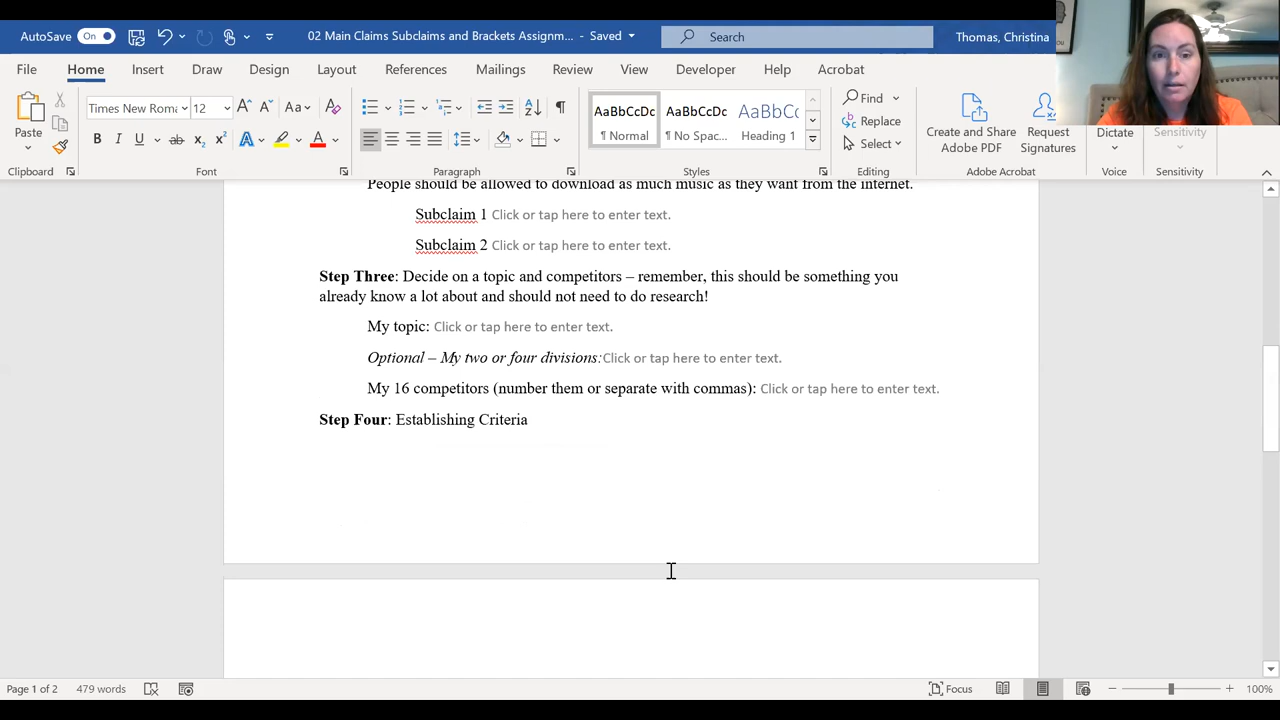 AutoSave On 02 Main Claims Subclaims and Brackets Assignm... - Saved Search Thomas, Christina
File Home Insert Draw Design Layout References Mailings Review View Developer Help Acrobat
Times New Roma 12 Aa AaBbCcDc AaBbCcDc AaBbCc Find
Paste ¶ Normal ¶ No Spac... Heading 1 Replace Create and Share Adobe PDF Request Signatures Dictate Sensitivity
B I U ab x₂ x² A A Select
Clipboard Font Paragraph Styles Editing Adobe Acrobat Voice Sensitivity
People should be allowed to download as much music as they want from the internet.
Subclaim 1 Click or tap here to enter text.
Subclaim 2 Click or tap here to enter text.
Step Three: Decide on a topic and competitors – remember, this should be something you
already know a lot about and should not need to do research!
My topic: Click or tap here to enter text.
Optional – My two or four divisions:Click or tap here to enter text.
My 16 competitors (number them or separate with commas): Click or tap here to enter text.
Step Four: Establishing Criteria
Page 1 of 2 479 words Focus 100%